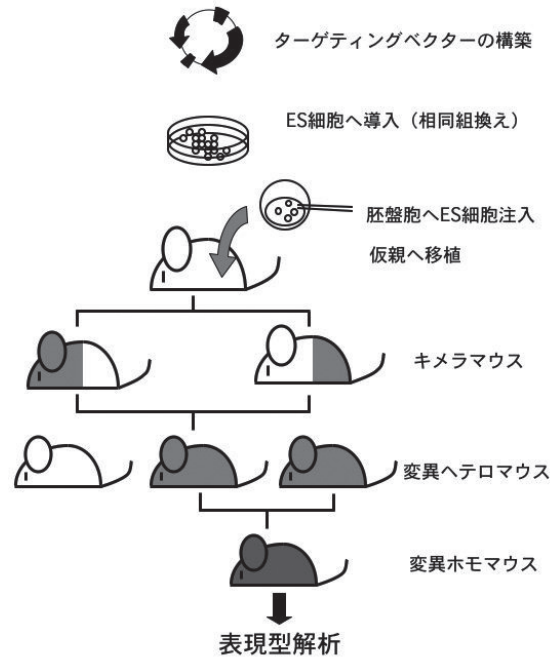 ターゲティングベクターの構築
ES細胞へ導入（相同組換え）
胚盤胞へES細胞注入
仮親へ移植
キメラマウス
変異ヘテロマウス
変異ホモマウス
表現型解析